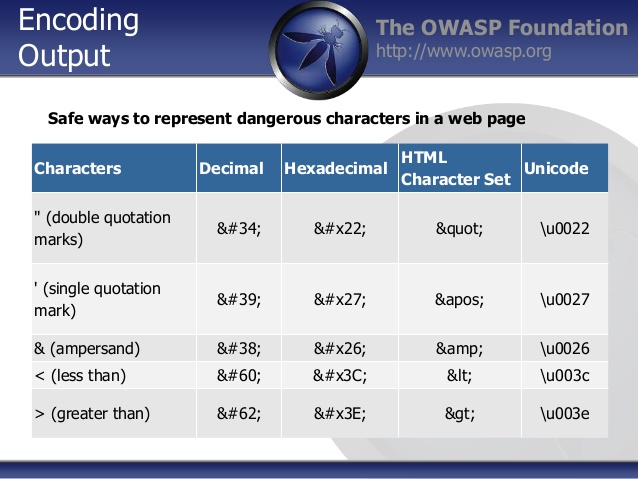 Encoding
Output
The OWASP Foundation
http://www.owasp.org
Safe ways to represent dangerous characters in a web page
Characters Decimal Hexadecimal HTML Character Set Unicode
" (double quotation marks) &#34; &#x22; &quot; \u0022
' (single quotation mark) &#39; &#x27; &apos; \u0027
& (ampersand) &#38; &#x26; &amp; \u0026
< (less than) &#60; &#x3C; &lt; \u003c
> (greater than) &#62; &#x3E; &gt; \u003e